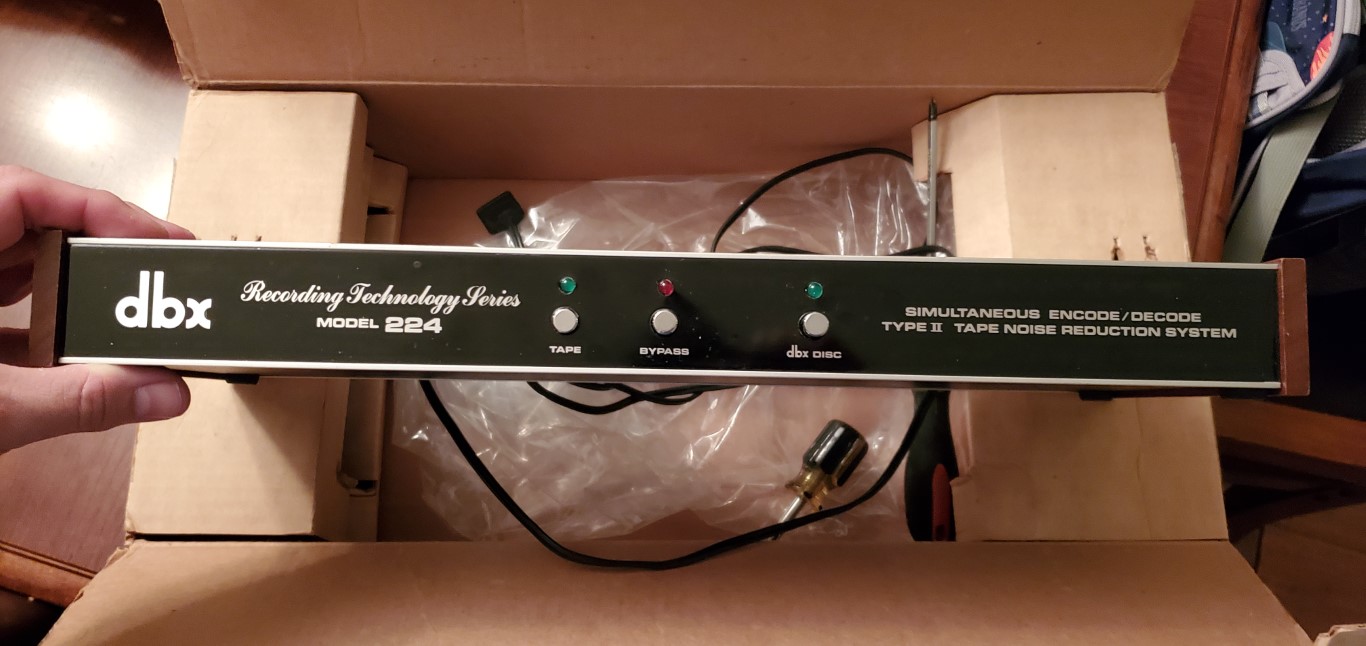 dbx
Recording Technology Series
MODEL 224
TAPE
BYPASS
dbx DISC
SIMULTANEOUS ENCODE/DECODE
TYPE II TAPE NOISE REDUCTION SYSTEM